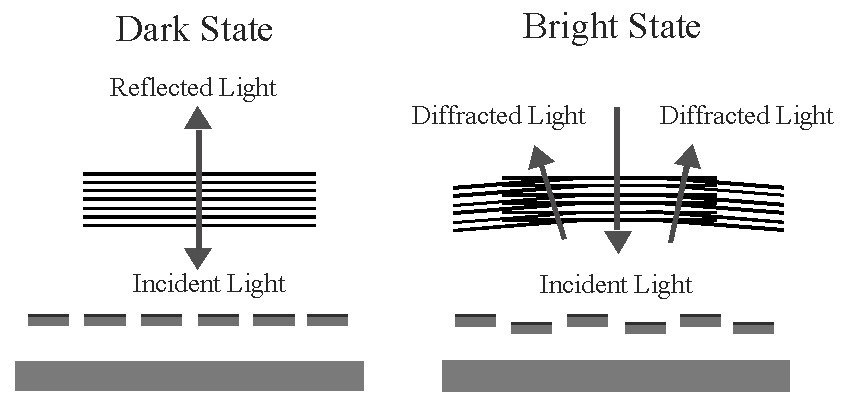 Dark State
Reflected Light
Incident Light
Bright State
Diffracted Light
Diffracted Light
Incident Light